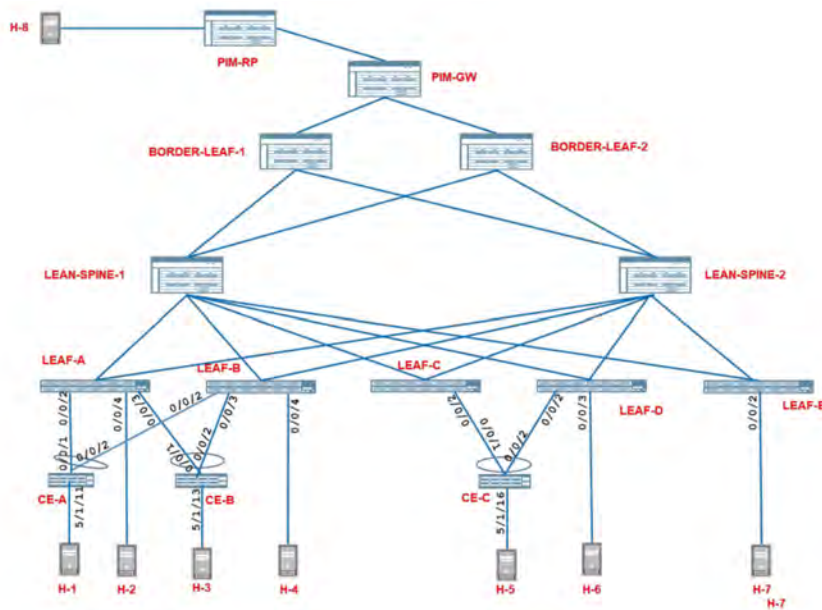 H-8
PIM-RP
PIM-GW
BORDER-LEAF-1
BORDER-LEAF-2
LEAN-SPINE-1
LEAN-SPINE-2
LEAF-A
LEAF-B
LEAF-C
LEAF-D
LEAF-E
0/0/2
0/0/4
0/0/3
0/0/2
0/0/3
0/0/4
0/0/2
0/0/2
0/0/3
0/0/2
0/0/1
0/0/2
0/0/1
0/0/2
0/0/1
0/0/2
CE-A
CE-B
CE-C
5/1/11
5/1/13
5/1/16
H-1
H-2
H-3
H-4
H-5
H-6
H-7
H-7